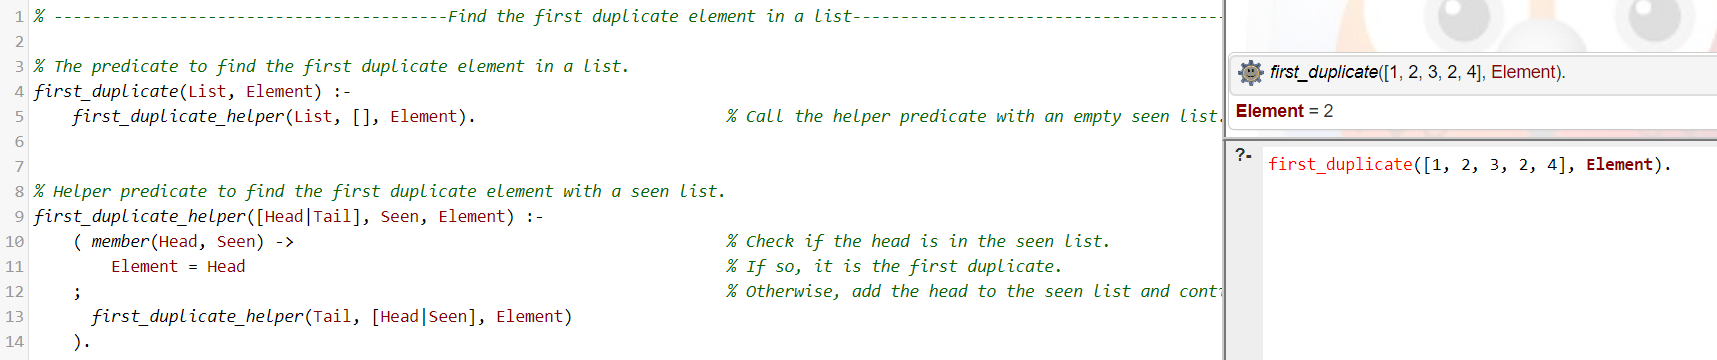 1 % -----------------------------------------Find the first duplicate element in a list---------------------------------------
2
3 % The predicate to find the first duplicate element in a list.
4 first_duplicate(List, Element) :-
5 first_duplicate_helper(List, [], Element). % Call the helper predicate with an empty seen list.
6
7
8 % Helper predicate to find the first duplicate element with a seen list.
9 first_duplicate_helper([Head|Tail], Seen, Element) :-
10 ( member(Head, Seen) -> % Check if the head is in the seen list.
11 Element = Head % If so, it is the first duplicate.
12 ; % Otherwise, add the head to the seen list and
13 first_duplicate_helper(Tail, [Head|Seen], Element)
14 ).
first_duplicate([1, 2, 3, 2, 4], Element).
Element = 2
?- first_duplicate([1, 2, 3, 2, 4], Element).